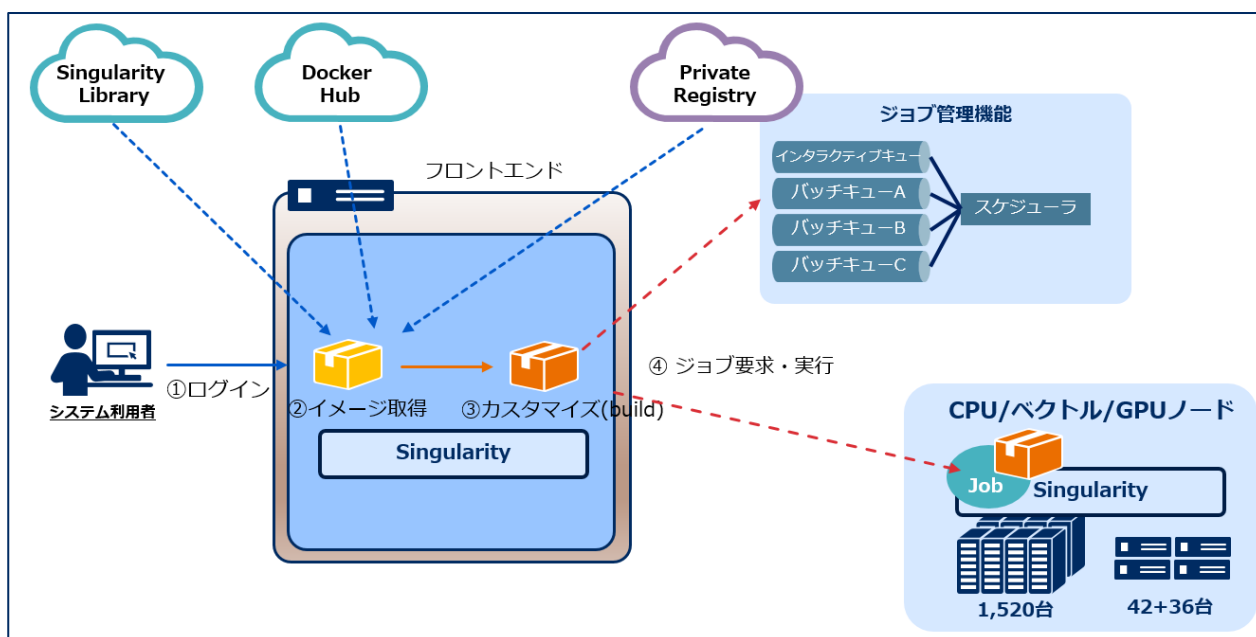 Singularity
Library
Docker
Hub
Private
Registry
ジョブ管理機能
インタラクティブキュー
バッチキューA
バッチキューB
バッチキューC
スケジューラ
フロントエンド
①ログイン
システム利用者
②イメージ取得
③カスタマイズ(build)
Singularity
④ ジョブ要求・実行
CPU/ベクトル/GPUノード
Job
Singularity
1,520台
42+36台